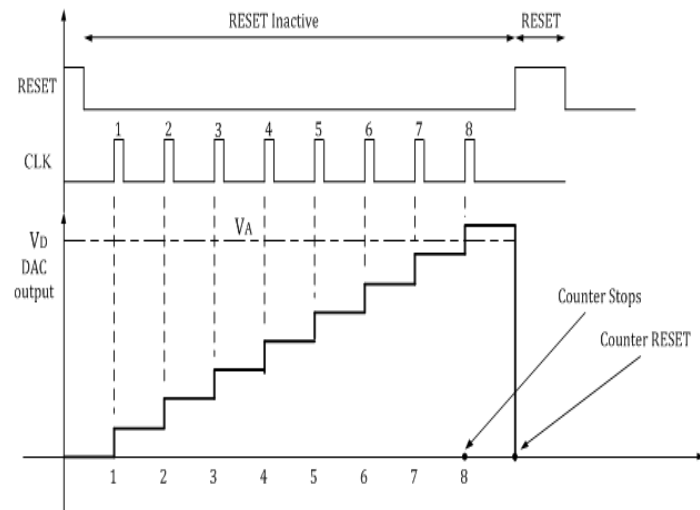 RESET Inactive
RESET
RESET
1 2 3 4 5 6 7 8
CLK
VA
VD
DAC
output
Counter Stops
Counter RESET
1 2 3 4 5 6 7 8